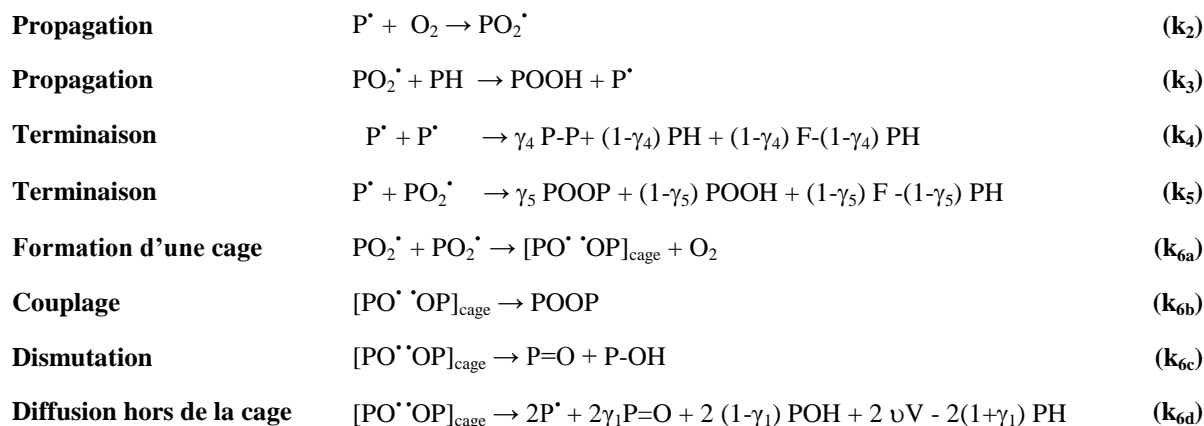 Propagation P• + O₂ → PO₂• (k₂)
Propagation PO₂• + PH → POOH + P• (k₃)
Terminaison P• + P• → γ₄ P-P+ (1-γ₄) PH + (1-γ₄) F-(1-γ₄) PH (k₄)
Terminaison P• + PO₂• → γ₅ POOP + (1-γ₅) POOH + (1-γ₅) F -(1-γ₅) PH (k₅)
Formation d’une cage PO₂• + PO₂• → [PO• •OP]cage + O₂ (k₆ₐ)
Couplage [PO• •OP]cage → POOP (k6b)
Dismutation [PO••OP]cage → P=O + P-OH (k6c)
Diffusion hors de la cage [PO••OP]cage → 2P• + 2γ₁P=O + 2 (1-γ₁) POH + 2 υV - 2(1+γ₁) PH (k6d)